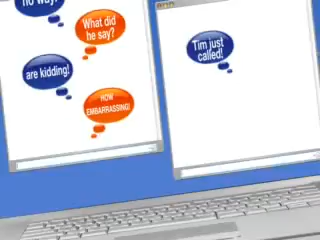 no way!
What did
he say?
are kidding!
HOW
EMBARRASSING!
Tim just
called!